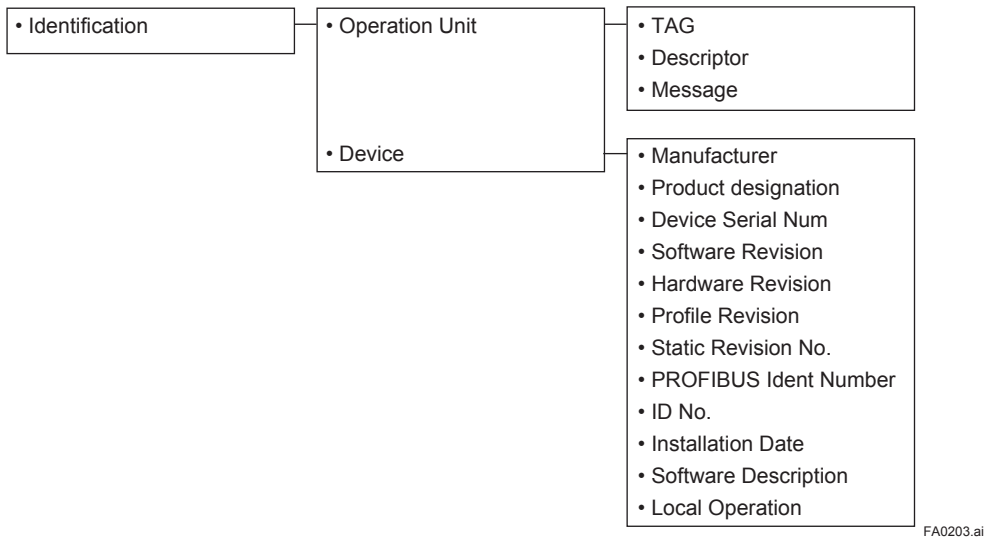 • Identification
• Operation Unit
• Device
• TAG
• Descriptor
• Message
• Manufacturer
• Product designation
• Device Serial Num
• Software Revision
• Hardware Revision
• Profile Revision
• Static Revision No.
• PROFIBUS Ident Number
• ID No.
• Installation Date
• Software Description
• Local Operation
FA0203.ai